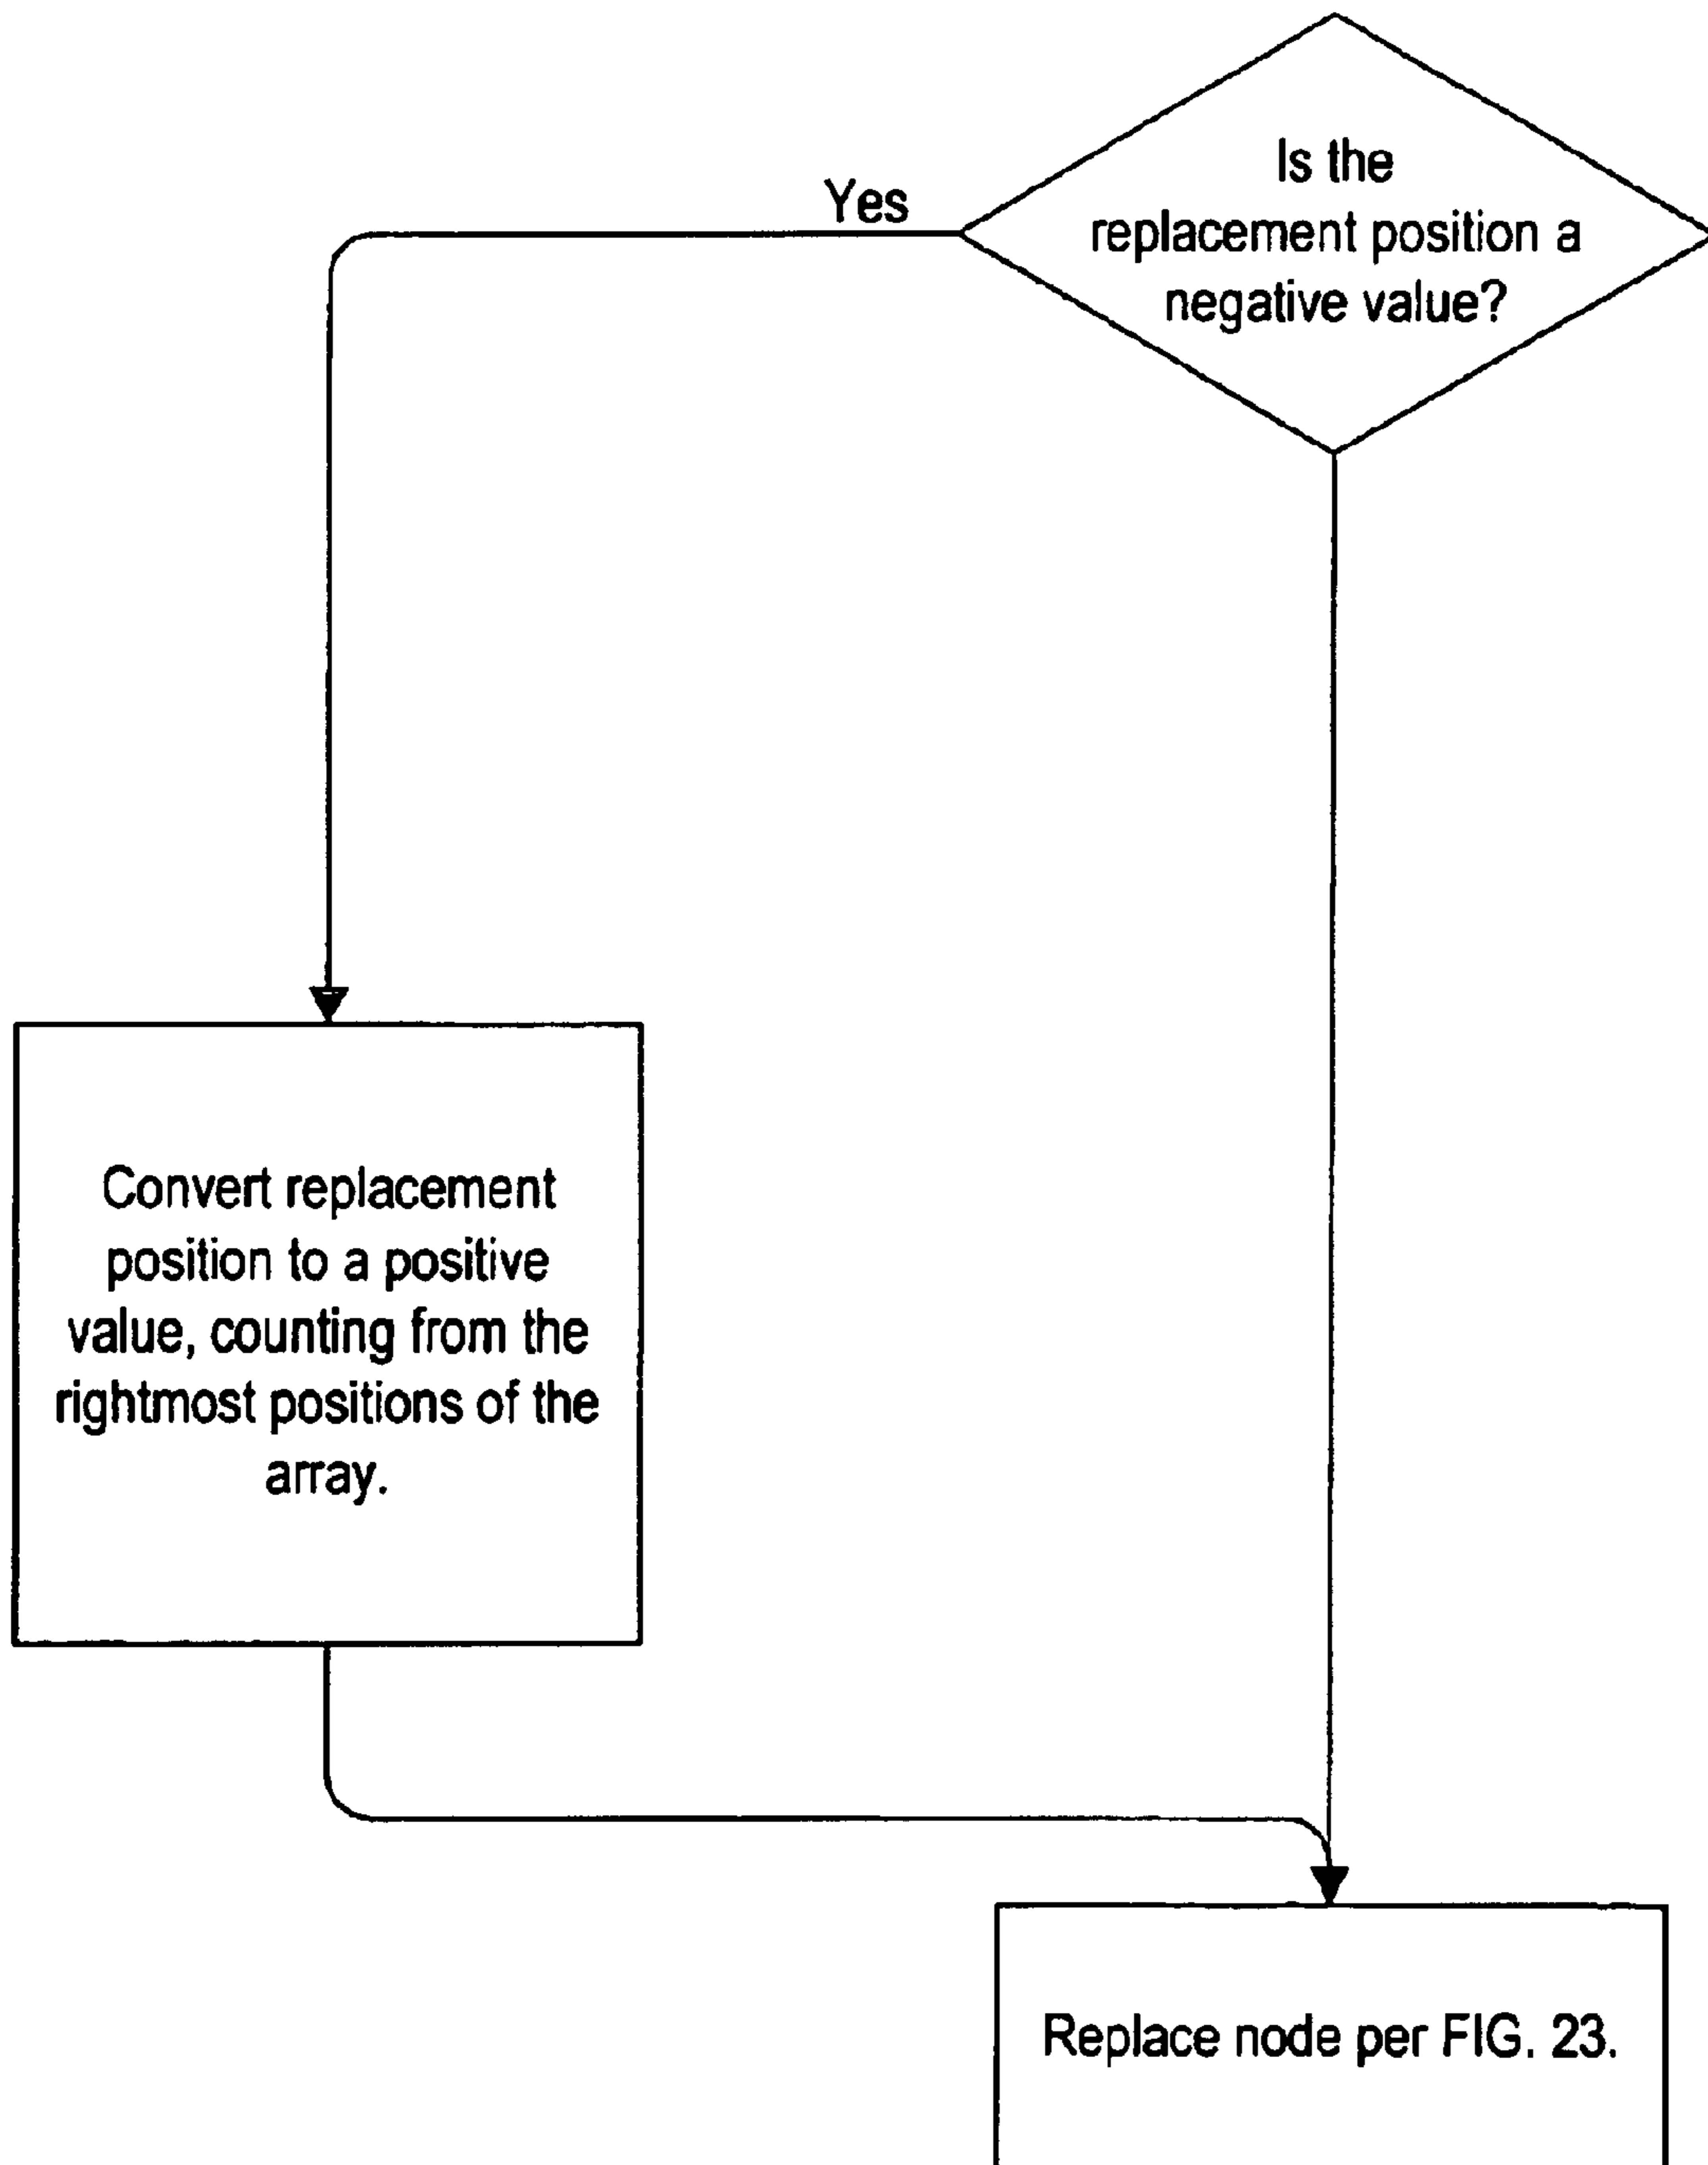 Is the
replacement position a
negative value?
Yes
Convert replacement
position to a positive
value, counting from the
rightmost positions of the
array.
Replace node per FIG. 23.